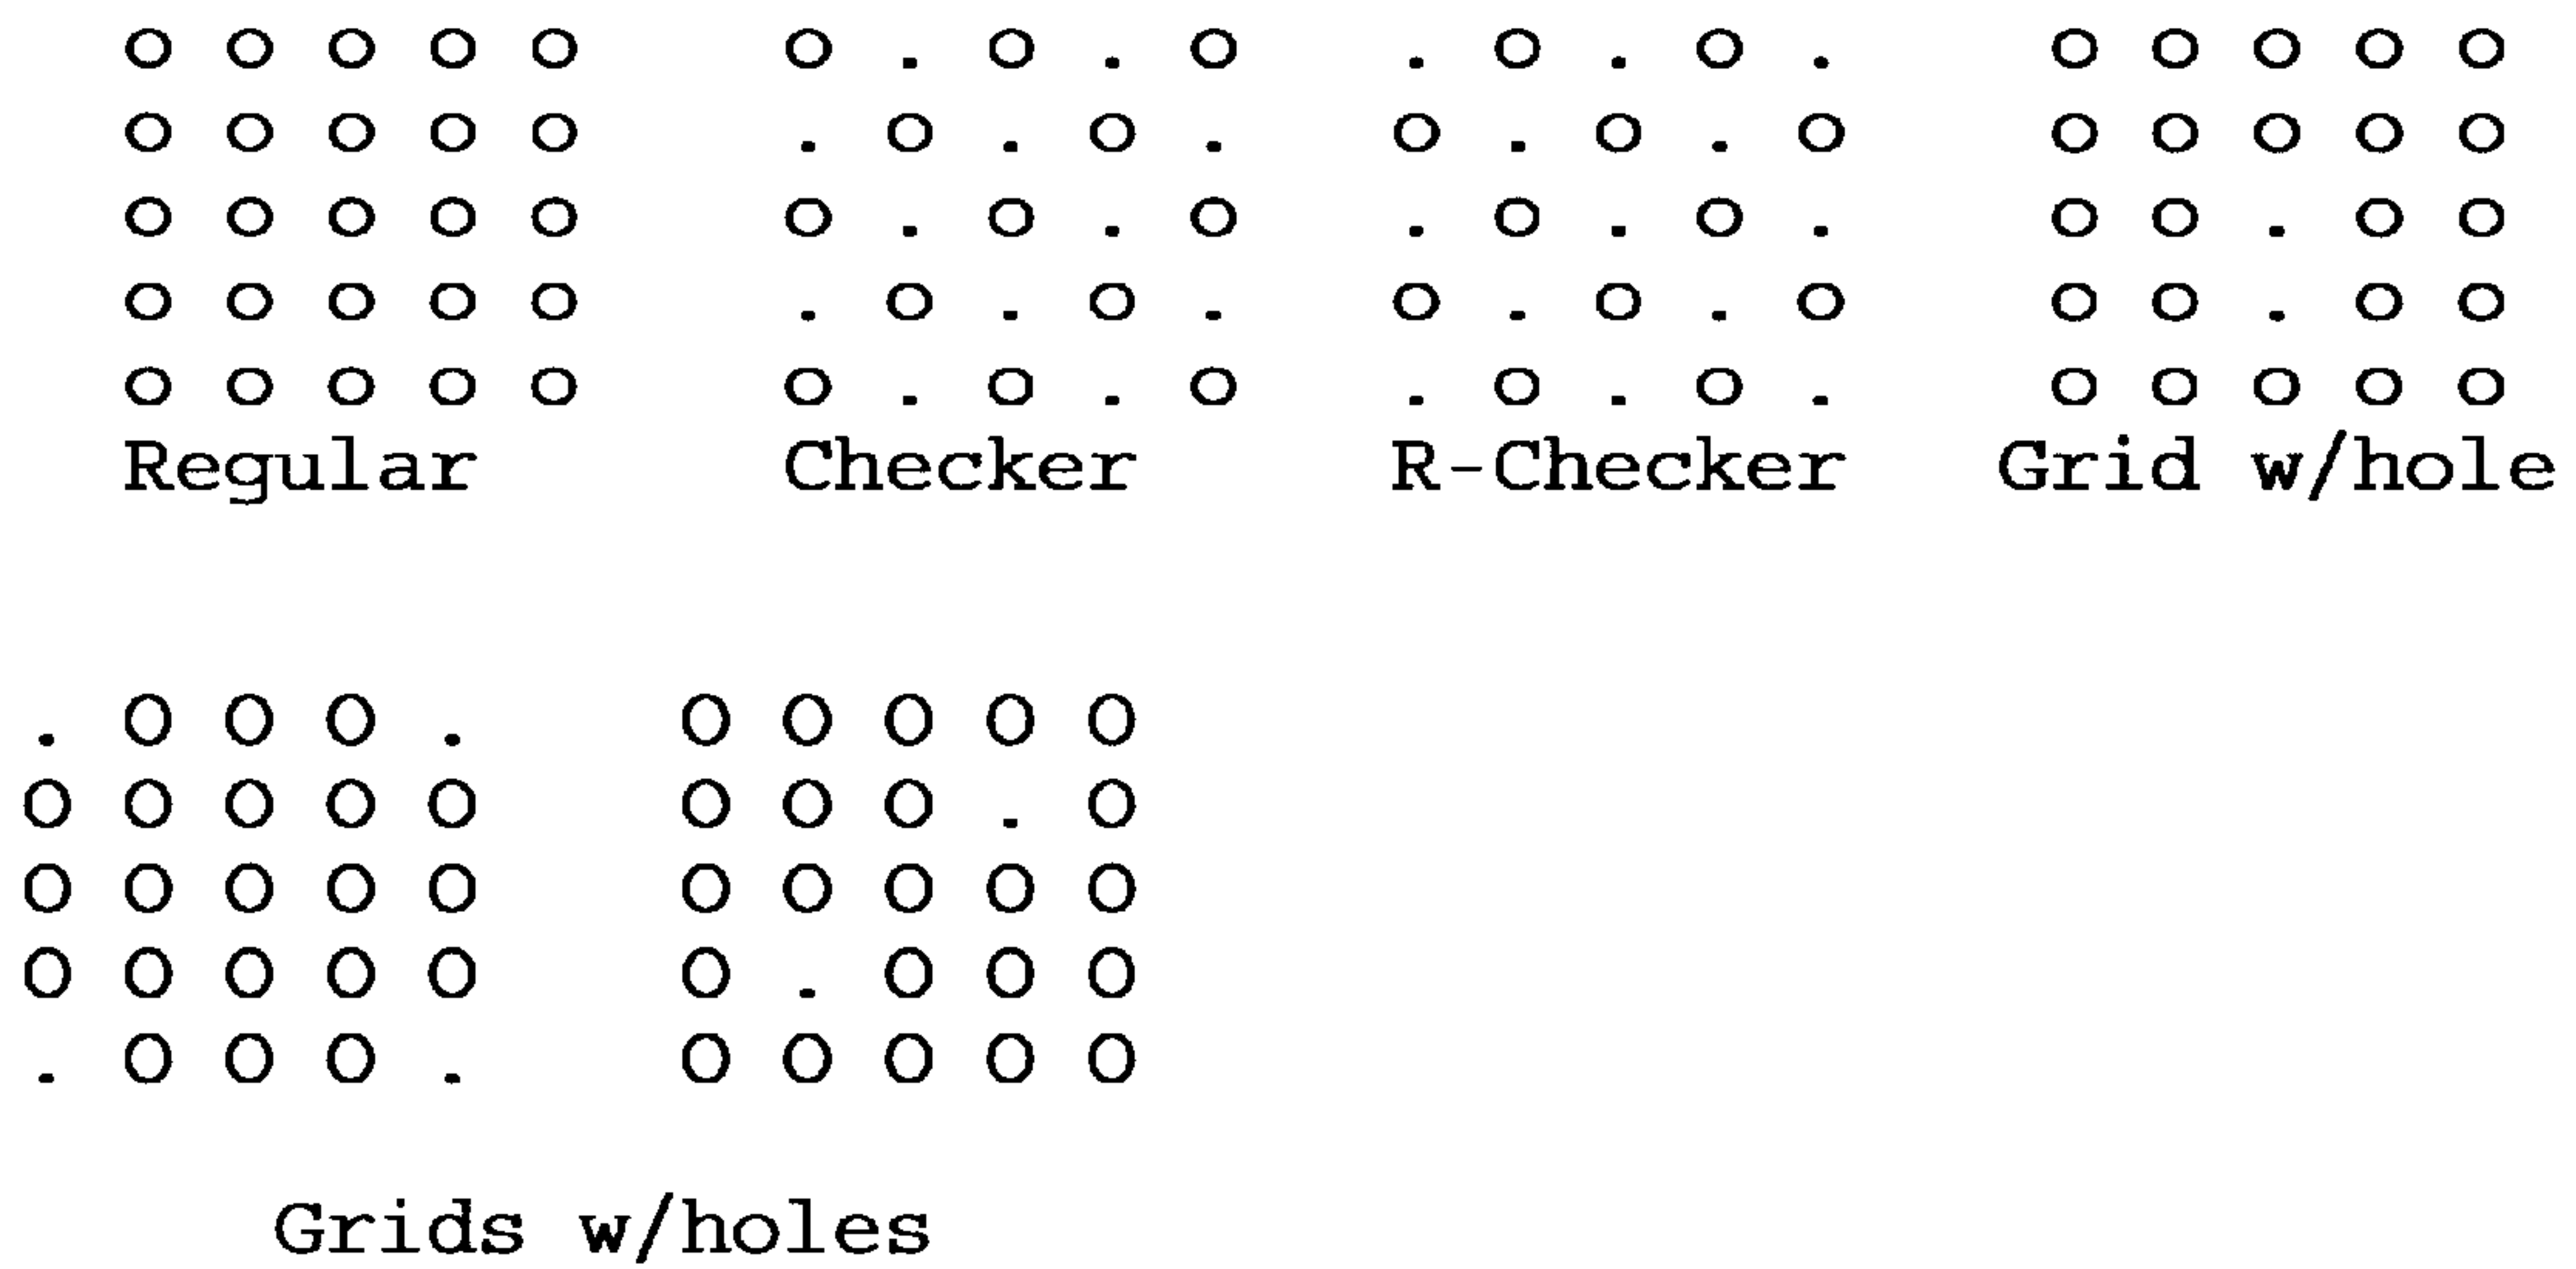 o o o o o o . o . o . o . o . o o o o o
o o o o o . o . o . o . o . o o o o o o
o o o o o o . o . o . o . o . o o . o o
o o o o o . o . o . o . o . o o o . o o
o o o o o o . o . o . o . o . o o o o o
Regular Checker R-Checker Grid w/hole
. O O O . O O O O O
O O O O O O O O . O
O O O O O O O O O O
O O O O O O . O O O
. O O O . O O O O O
Grids w/holes